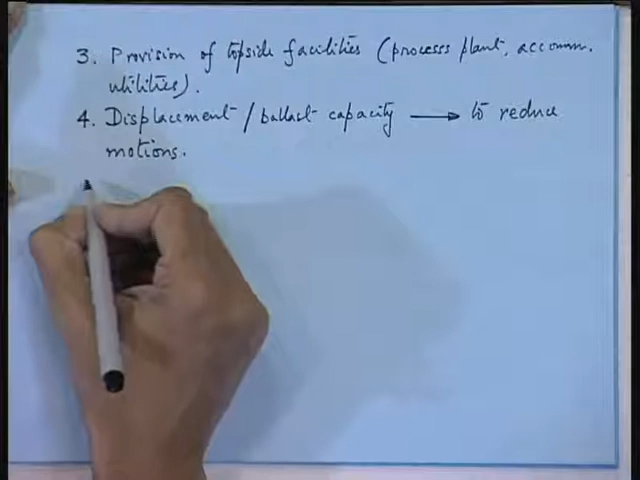 3. Provision of topside facilities (process plant, accomm.
utilities).
4. Displacement / ballast capacity → to reduce
motions.